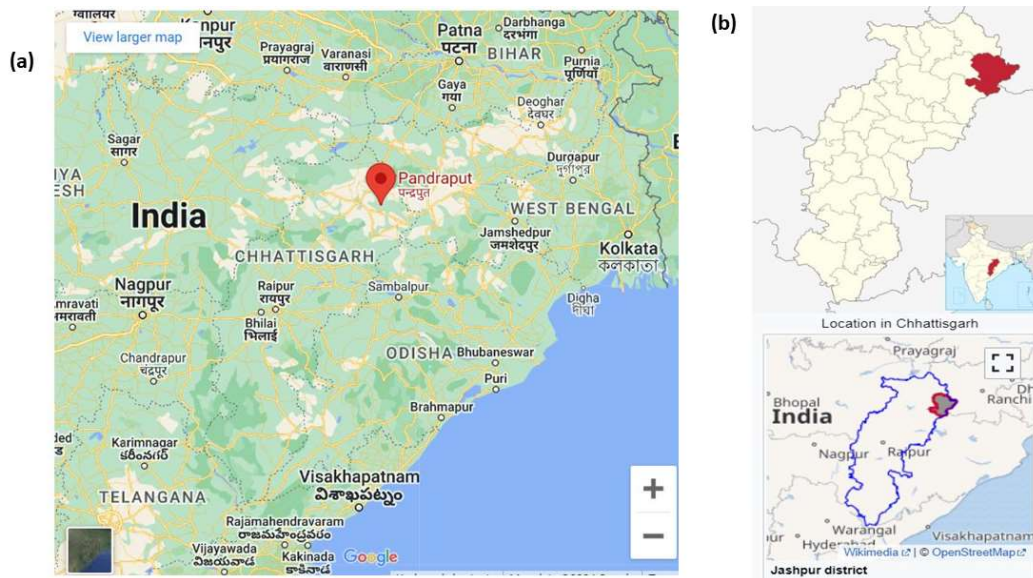 (a)
View larger map
ग्वालियर
Kanpur
Prayagraj
प्रयागराज
Varanasi
वाराणसी
Patna
पटना
BIHAR
Darbhanga
दरभंगा
Purnia
पूर्णियाँ
Gaya
गया
Deoghar
देवघर
Sagar
सागर
Durgapur
দুর্গাপুর
Pandraput
पन्द्रपुत
India
WEST BENGAL
Jamshedpur
जमशेदपुर
Kolkata
কলকাতা
CHHATTISGARH
Nagpur
नागपुर
Raipur
रायपुर
Bhilai
भिलाई
Sambalpur
Digha
দীঘা
Chandrapur
चंद्रपूर
ODISHA
Bhubaneswar
Puri
Brahmapur
Karimnagar
కరీంనగర్
Visakhapatnam
విశాఖపట్నం
TELANGANA
Rajamahendravaram
రాజమహేంద్రవరం
Vijayawada
విజయవాడ
Kakinada
కాకినాడ
Google
+
−
(b)
Location in Chhattisgarh
Prayagraj
Bhopal
India
Ranchi
Nagpur
Raipur
Warangal
Hyderabad
Visakhapatnam
Wikimedia | © OpenStreetMap
Jashpur district